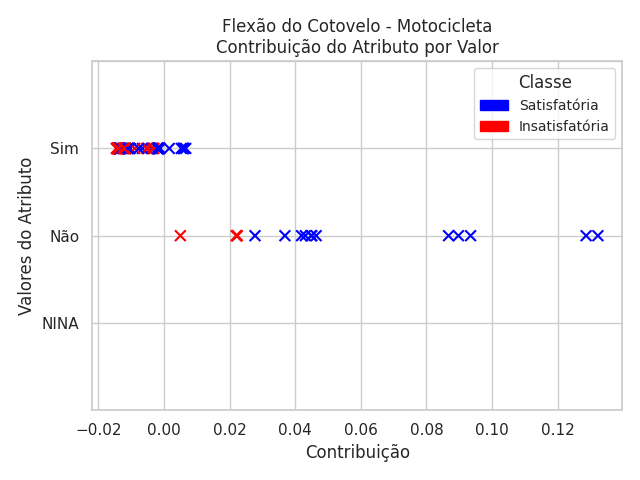 Flexão do Cotovelo - Motocicleta
Contribuição do Atributo por Valor
Classe
Satisfatória
Insatisfatória
Valores do Atributo
Sim
Não
NINA
−0.02 0.00 0.02 0.04 0.06 0.08 0.10 0.12
Contribuição